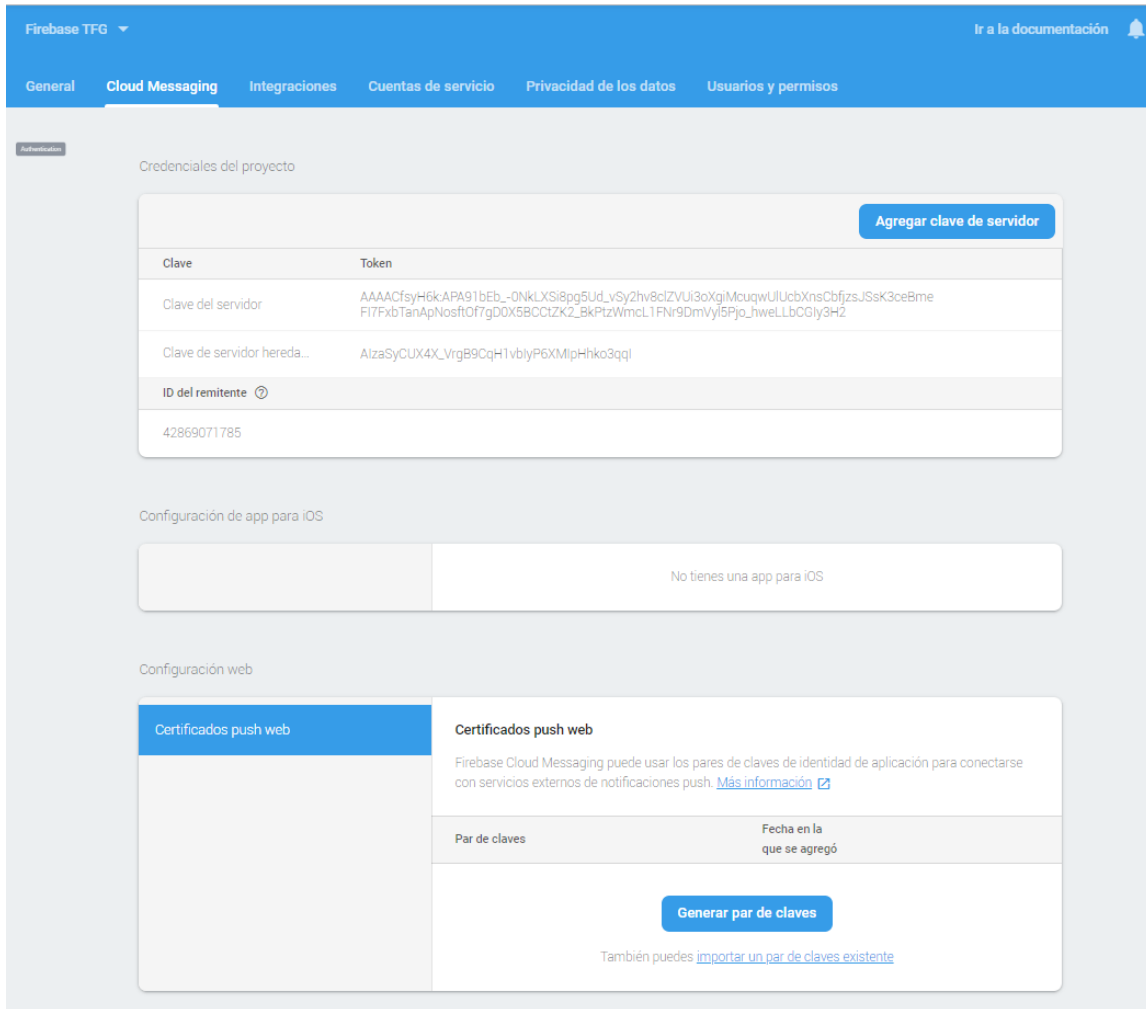 Firebase TFG
Ir a la documentación
General Cloud Messaging Integraciones Cuentas de servicio Privacidad de los datos Usuarios y permisos
Authentication
Credenciales del proyecto
Agregar clave de servidor
Clave Token
Clave del servidor
AAAACfsyH6k:APA91bEb_-0NkLXSi8pg5Ud_vSy2hv8clZVUi3oXgiMcuqwUlUcbXnsCbfjzsJSsK3ceBme
FI7FxbTanApNosftOf7gD0X5BCCtZK2_BkPtzWmcL1FNr9DmVyl5Pjo_hweLLbCGIy3H2
Clave de servidor hereda... AIzaSyCUX4X_VrgB9CqH1vbIyP6XMIpHhko3qqI
ID del remitente ?
42869071785
Configuración de app para iOS
No tienes una app para iOS
Configuración web
Certificados push web
Certificados push web
Firebase Cloud Messaging puede usar los pares de claves de identidad de aplicación para conectarse
con servicios externos de notificaciones push. Más información
Par de claves
Fecha en la
que se agregó
Generar par de claves
También puedes importar un par de claves existente